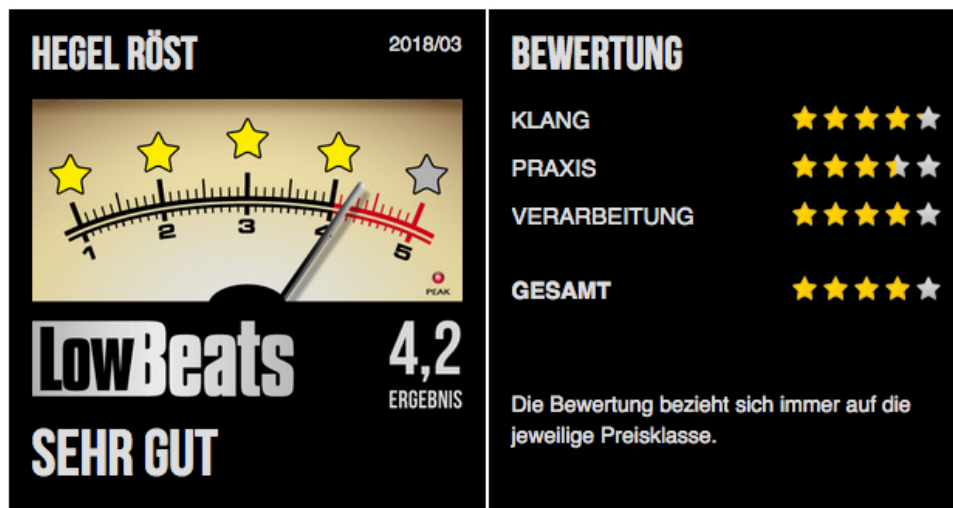 HEGEL RÖST
2018/03
1 2 3 4 5
PEAK
LowBeats
4,2
ERGEBNIS
SEHR GUT
BEWERTUNG
KLANG
PRAXIS
VERARBEITUNG
GESAMT
Die Bewertung bezieht sich immer auf die
jeweilige Preisklasse.